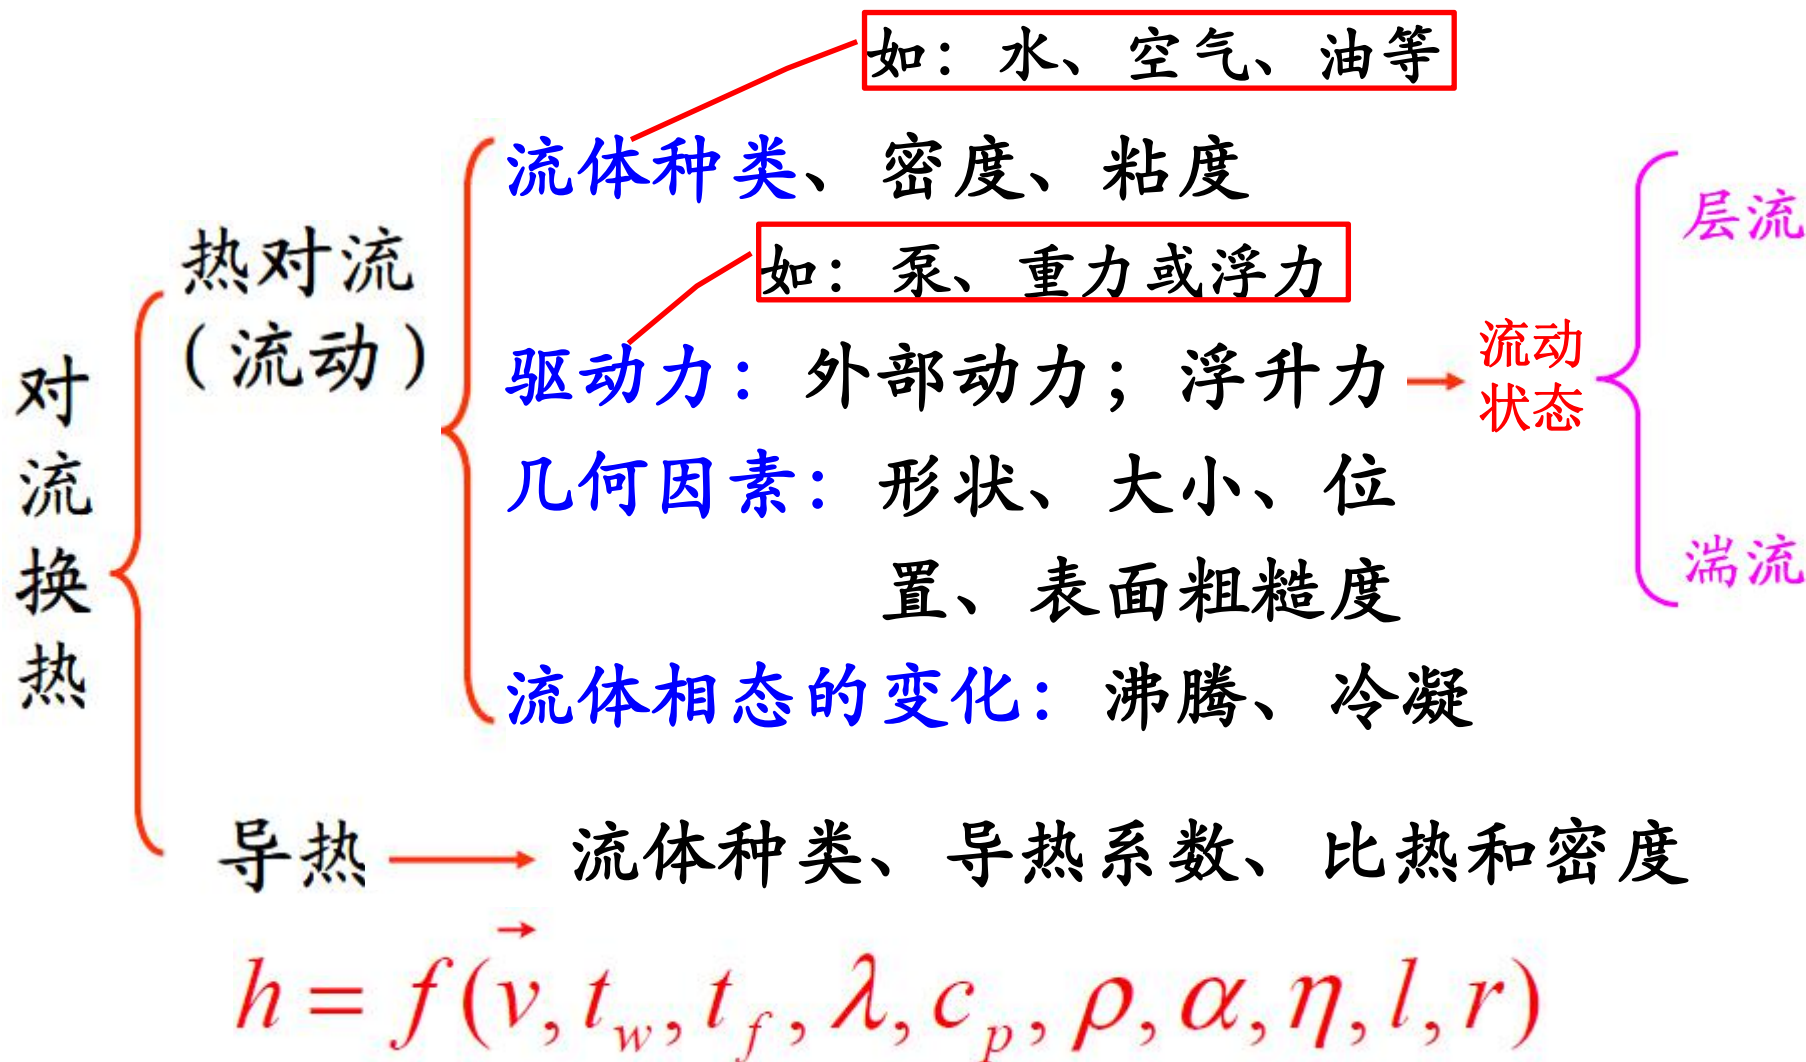 如：水、空气、油等
流体种类、密度、粘度
层流
热对流
（流动）
如：泵、重力或浮力
驱动力：外部动力；浮升力
流动
状态
对
流
换
热
几何因素：形状、大小、位
置、表面粗糙度
湍流
流体相态的变化：沸腾、冷凝
导热
流体种类、导热系数、比热和密度
h = f(v⃗, t_w, t_f, λ, c_p, ρ, α, η, l, r)